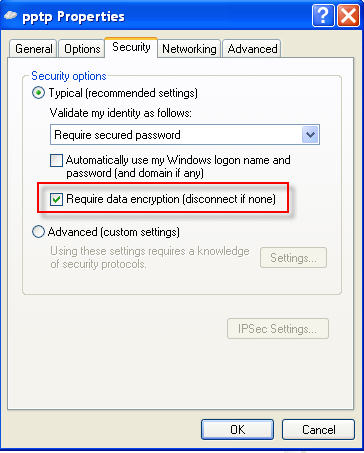 pptp Properties
General Options Security Networking Advanced
Security options
Typical (recommended settings)
Validate my identity as follows:
Require secured password
Automatically use my Windows logon name and
password (and domain if any)
Require data encryption (disconnect if none)
Advanced (custom settings)
Using these settings requires a knowledge
of security protocols.
Settings...
IPSec Settings...
OK Cancel